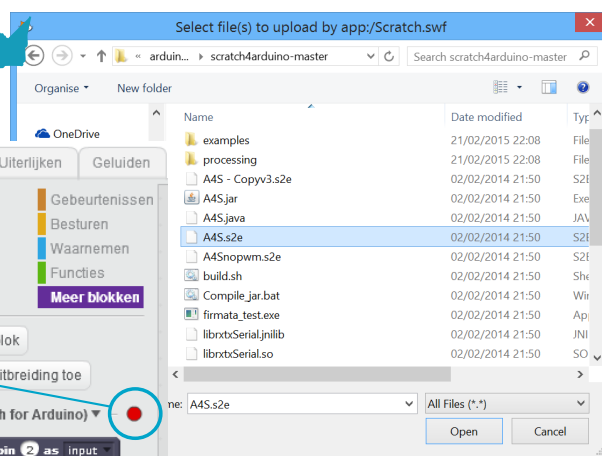 Select file(s) to upload by app:/Scratch.swf
« arduin... scratch4arduino-master
Search scratch4arduino-master
Organise
New folder
OneDrive
Name Date modified Typ
examples 21/02/2015 22:08 File
processing 21/02/2015 22:08 File
A4S - Copyv3.s2e 02/02/2014 21:50 S2E
A4S.jar 02/02/2014 21:50 Exe
A4S.java 02/02/2014 21:50 JAV
A4S.s2e 02/02/2014 21:50 S2E
A4Snopwm.s2e 02/02/2014 21:50 S2E
build.sh 02/02/2014 21:50 She
Compile_jar.bat 02/02/2014 21:50 Win
firmata_test.exe 02/02/2014 21:50 App
librxtxSerial.jnilib 02/02/2014 21:50 JNI
librxtxSerial.so 02/02/2014 21:50 SO
me: A4S.s2e
All Files (*.*)
Open
Cancel
Uiterlijken
Geluiden
Gebeurtenissen
Besturen
Waarnemen
Functies
Meer blokken
lok
itbreiding toe
h for Arduino)
pin 2 as input